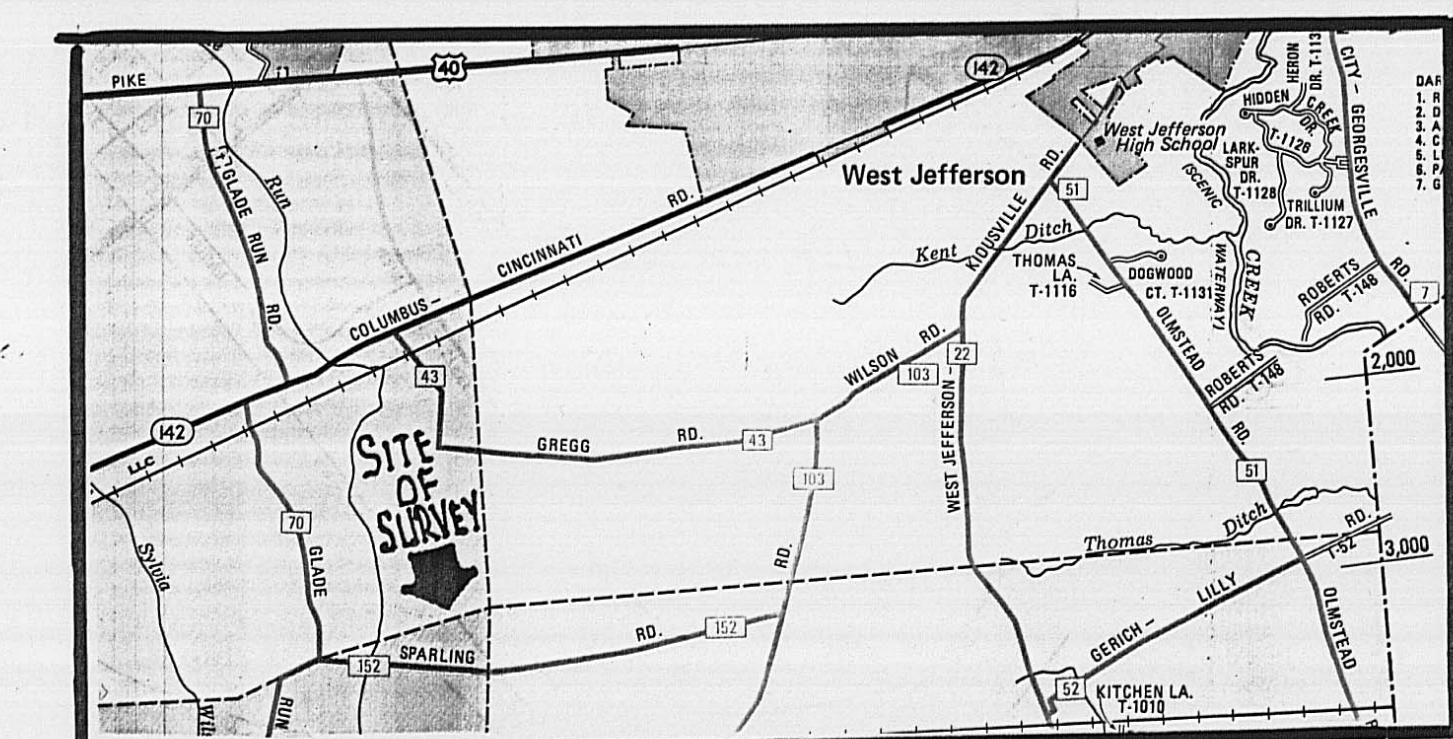 PIKE
40
142
70
GLADE RUN
RD.
Run
COLUMBUS – CINCINNATI RD.
West Jefferson
West Jefferson
High School
HERON
DR. T-113
HIDDEN CREEK DR.
T-1126
LARK-
SPUR
DR.
T-1128
TRILLIUM
DR. T-1127
CITY – GEORGESVILLE
RD.
7
DAR
1. R
2. D
3. A
4. C
5. LI
6. PA
7. G
51
Kent Ditch
KIOUSVILLE RD.
THOMAS
LA.
T-1116
DOGWOOD
CT. T-1131
(SCENIC
WATERWAY)
CREEK
ROBERTS
RD. T-148
ROBERTS
RD. T-148
2,000
OLMSTEAD
RD.
51
43
WILSON RD.
103
22
WEST JEFFERSON –
142
LLC
GREGG RD.
43
103
RD.
SITE
OF
SURVEY
70
GLADE
RUN
Sylvia
152
SPARLING
RD.
152
Thomas Ditch
RD.
T-52
3,000
GERICH – LILLY
OLMSTEAD
52
KITCHEN LA.
T-1010